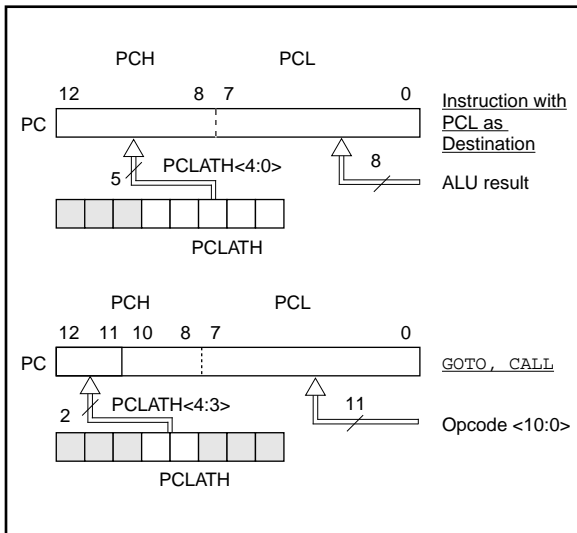 PCH PCL
12 8 7 0
PC
Instruction with
PCL as
Destination
PCLATH<4:0>
5
8
ALU result
PCLATH
PCH PCL
12 11 10 8 7 0
PC
GOTO, CALL
PCLATH<4:3>
2
11
Opcode <10:0>
PCLATH